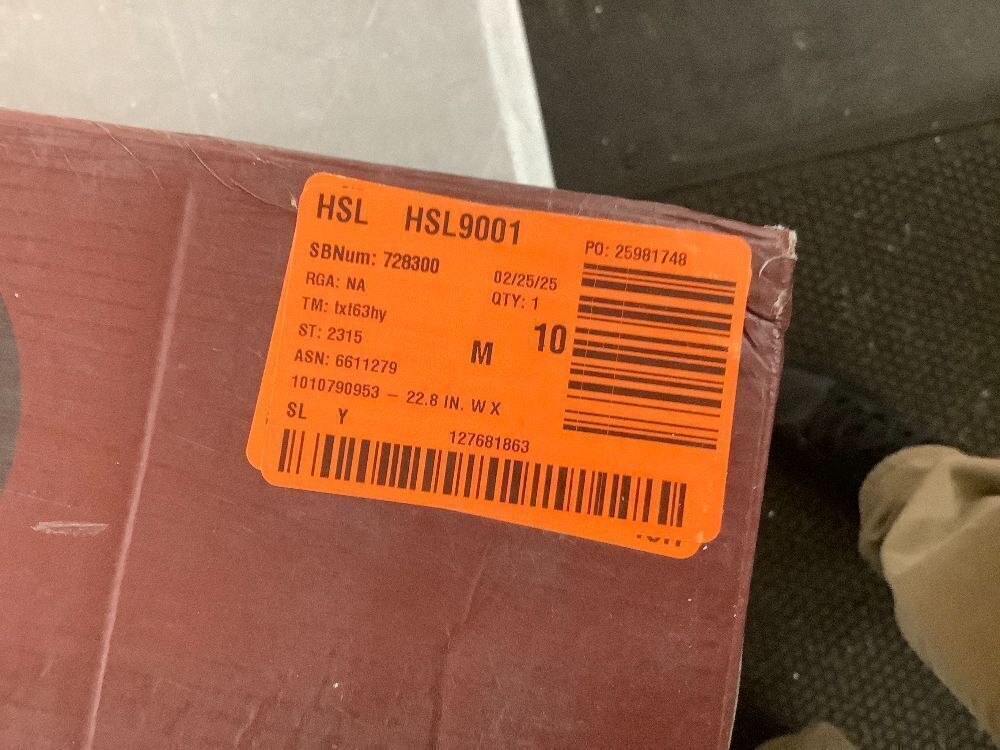 HSL HSL9001
PO: 25981748
SBNum: 728300
02/25/25
RGA: NA
QTY: 1
TM: txt63hy
ST: 2315
M 10
ASN: 6611279
1010790953 – 22.8 IN. W X
SL Y
127681863